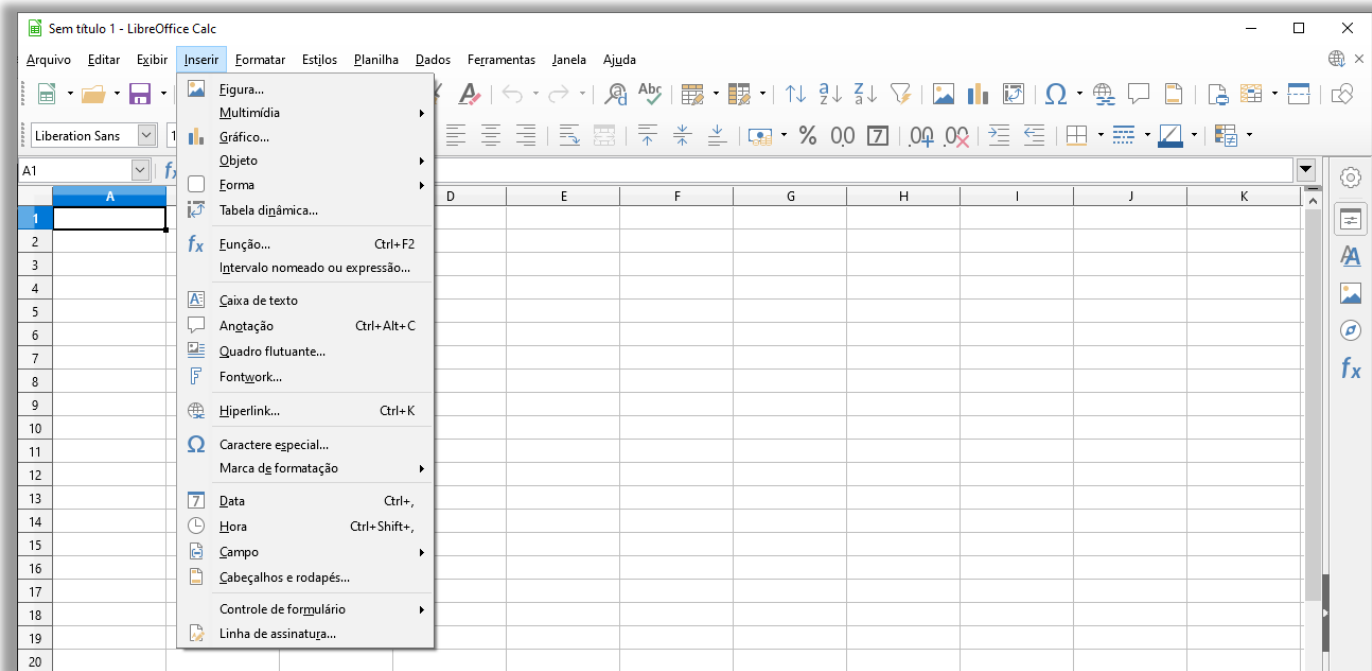 Sem título 1 - LibreOffice Calc
Arquivo Editar Exibir Inserir Formatar Estilos Planilha Dados Ferramentas Janela Ajuda
Liberation Sans 1
A1
A D E F G H I J K
Figura...
Multimídia
Gráfico...
Objeto
Forma
Tabela dinâmica...
Função... Ctrl+F2
Intervalo nomeado ou expressão...
Caixa de texto
Anotação Ctrl+Alt+C
Quadro flutuante...
Fontwork...
Hiperlink... Ctrl+K
Caractere especial...
Marca de formatação
Data Ctrl+,
Hora Ctrl+Shift+,
Campo
Cabeçalhos e rodapés...
Controle de formulário
Linha de assinatura...
1
2
3
4
5
6
7
8
9
10
11
12
13
14
15
16
17
18
19
20